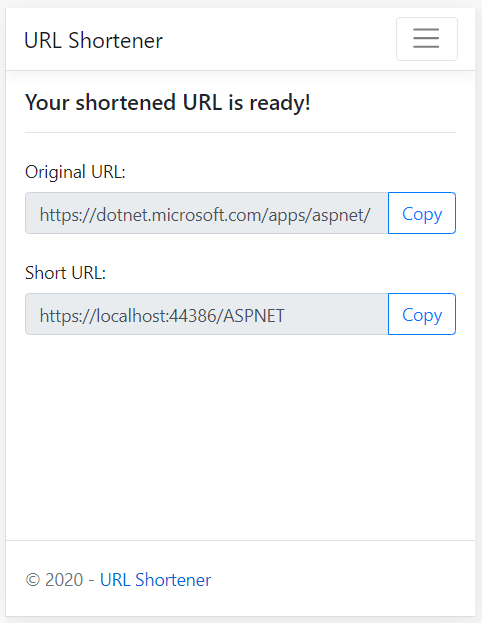 URL Shortener
Your shortened URL is ready!
Original URL:
https://dotnet.microsoft.com/apps/aspnet/ Copy
Short URL:
https://localhost:44386/ASPNET Copy
© 2020 - URL Shortener